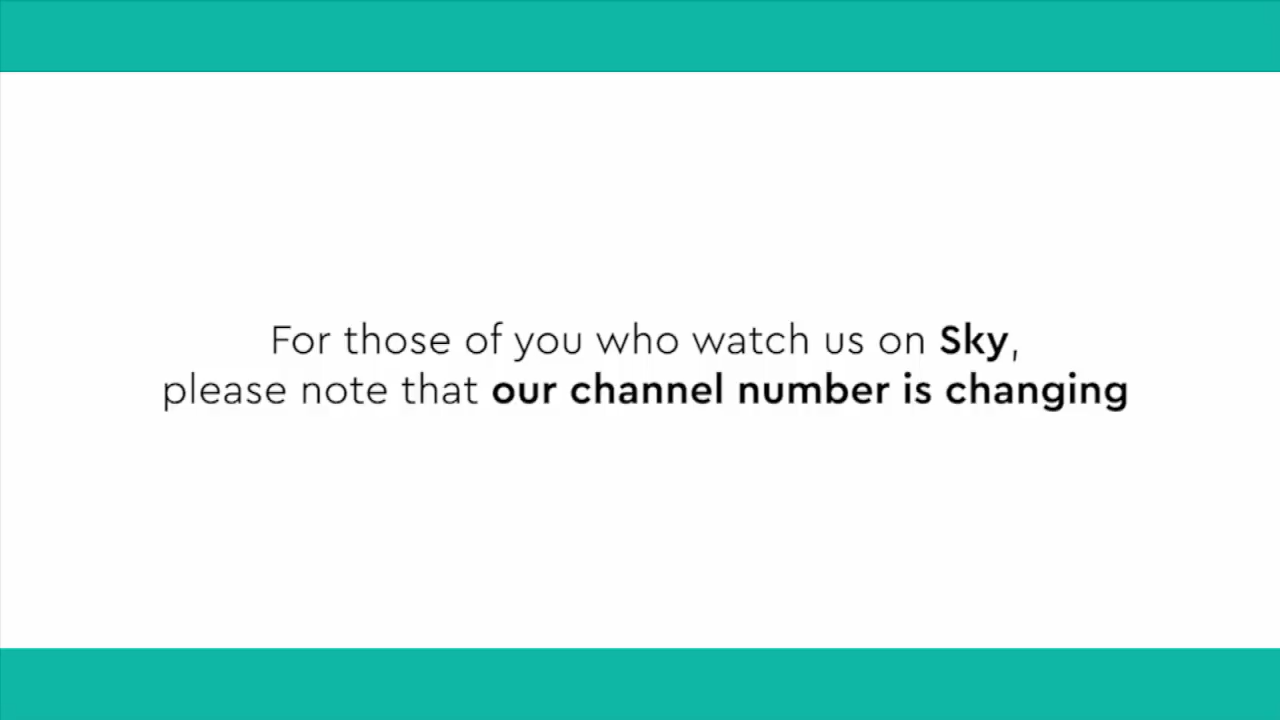 For those of you who watch us on Sky,
please note that our channel number is changing